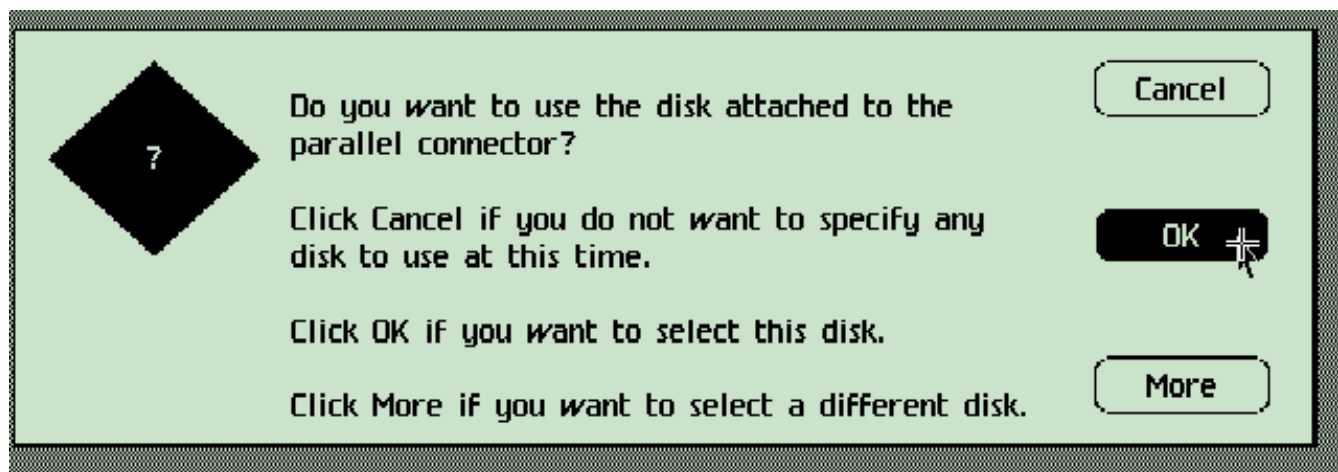 ?
Do you want to use the disk attached to the
parallel connector?
Click Cancel if you do not want to specify any
disk to use at this time.
Click OK if you want to select this disk.
Click More if you want to select a different disk.
Cancel
OK
More